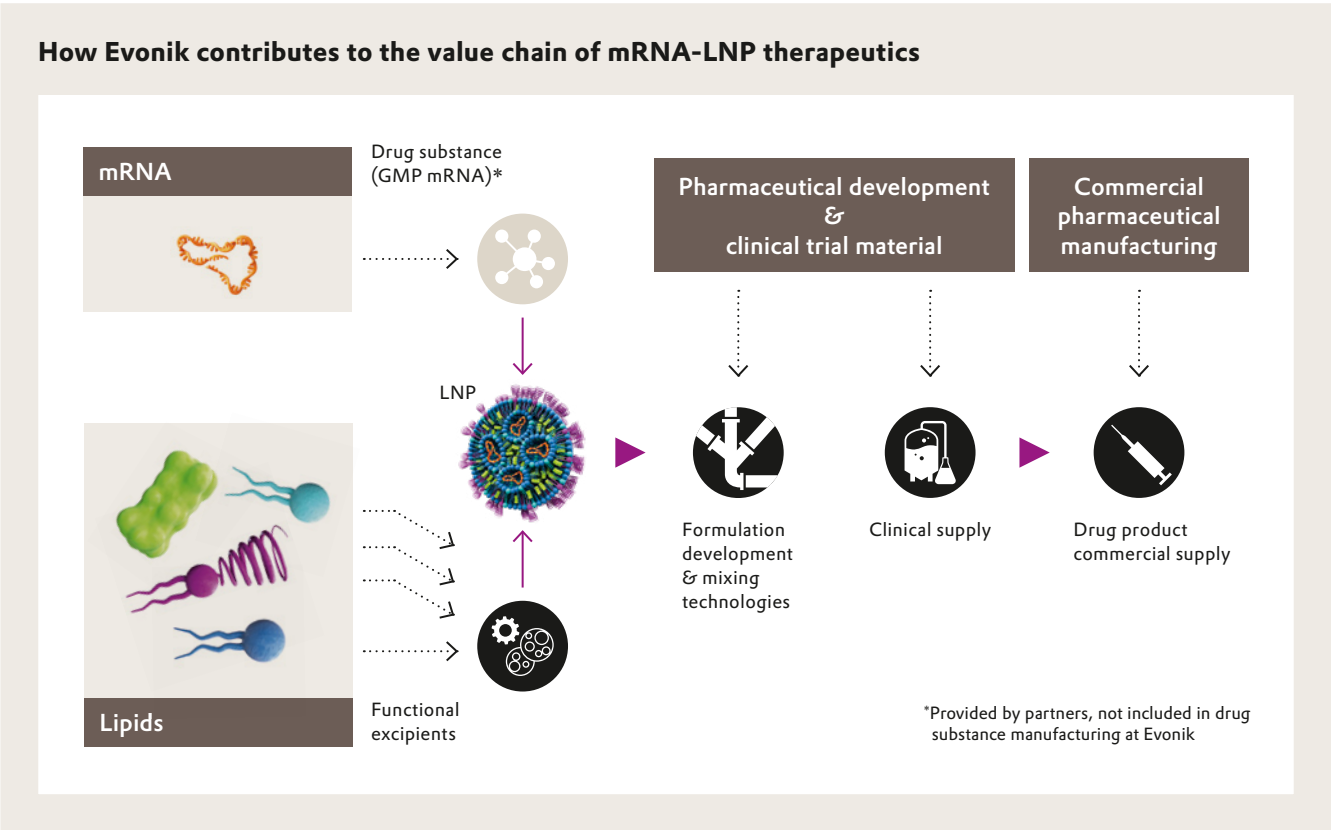 How Evonik contributes to the value chain of mRNA-LNP therapeutics
mRNA
Drug substance
(GMP mRNA)*
Pharmaceutical development
&
clinical trial material
Commercial
pharmaceutical
manufacturing
LNP
Formulation
development
& mixing
technologies
Clinical supply
Drug product
commercial supply
Lipids
Functional
excipients
*Provided by partners, not included in drug
substance manufacturing at Evonik